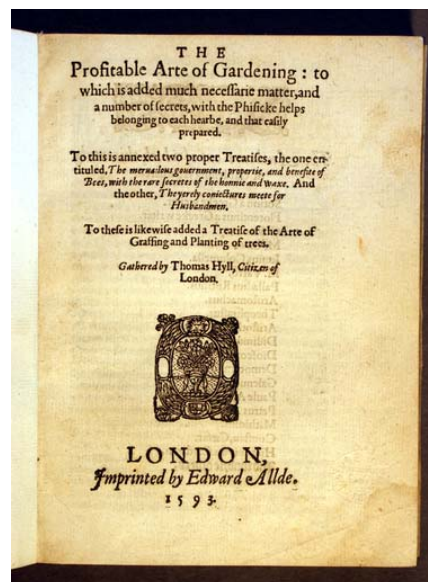 THE
Profitable Arte of Gardening : to
which is added much neceſſarie matter, and
a number of ſecrets, with the Phiſicke helps
belonging to each hearbe, and that eaſily
prepared.
To this is annexed two proper Treatiſes, the one en-
tituled, The meruailous gouernment, propertie, and benefite of
Bees, with the rare ſecretes of the honnie and waxe. And
the other, The yerely coniectures meete for
Husbandmen.
To theſe is likewiſe added a Treatiſe of the Arte of
Graffing and Planting of trees.
Gathered by Thomas Hyll, Citizen of
London.
LONDON,
Imprinted by Edward Allde.
1593.